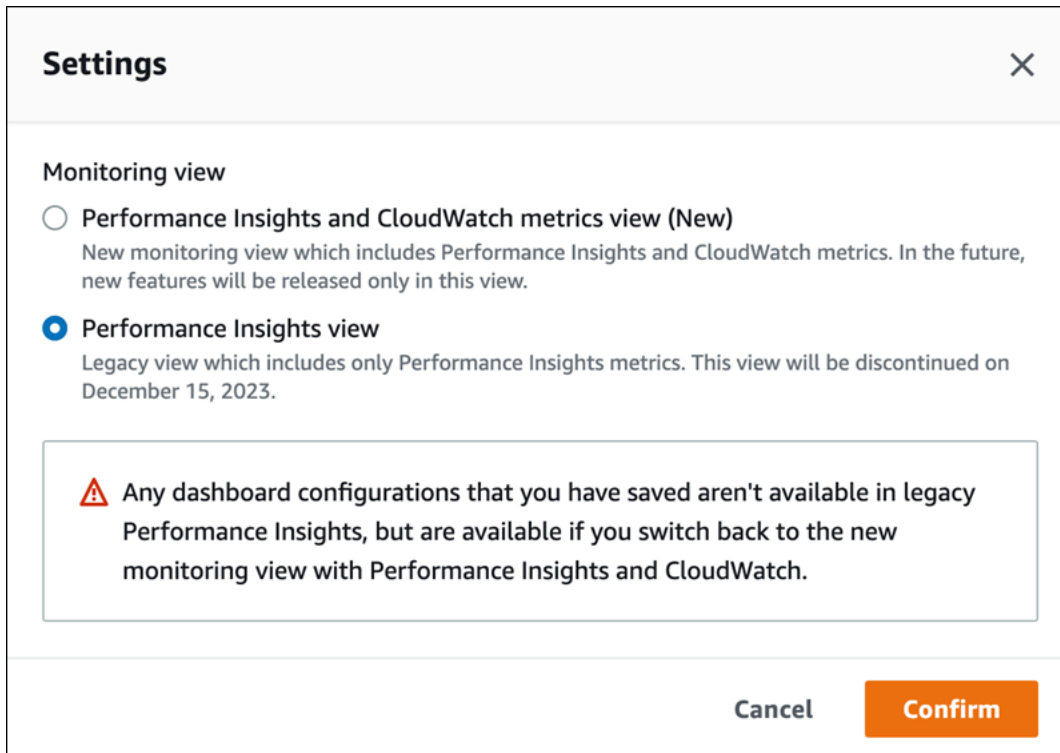 Settings
Monitoring view
Performance Insights and CloudWatch metrics view (New)
New monitoring view which includes Performance Insights and CloudWatch metrics. In the future,
new features will be released only in this view.
Performance Insights view
Legacy view which includes only Performance Insights metrics. This view will be discontinued on
December 15, 2023.
Any dashboard configurations that you have saved aren't available in legacy
Performance Insights, but are available if you switch back to the new
monitoring view with Performance Insights and CloudWatch.
Cancel
Confirm